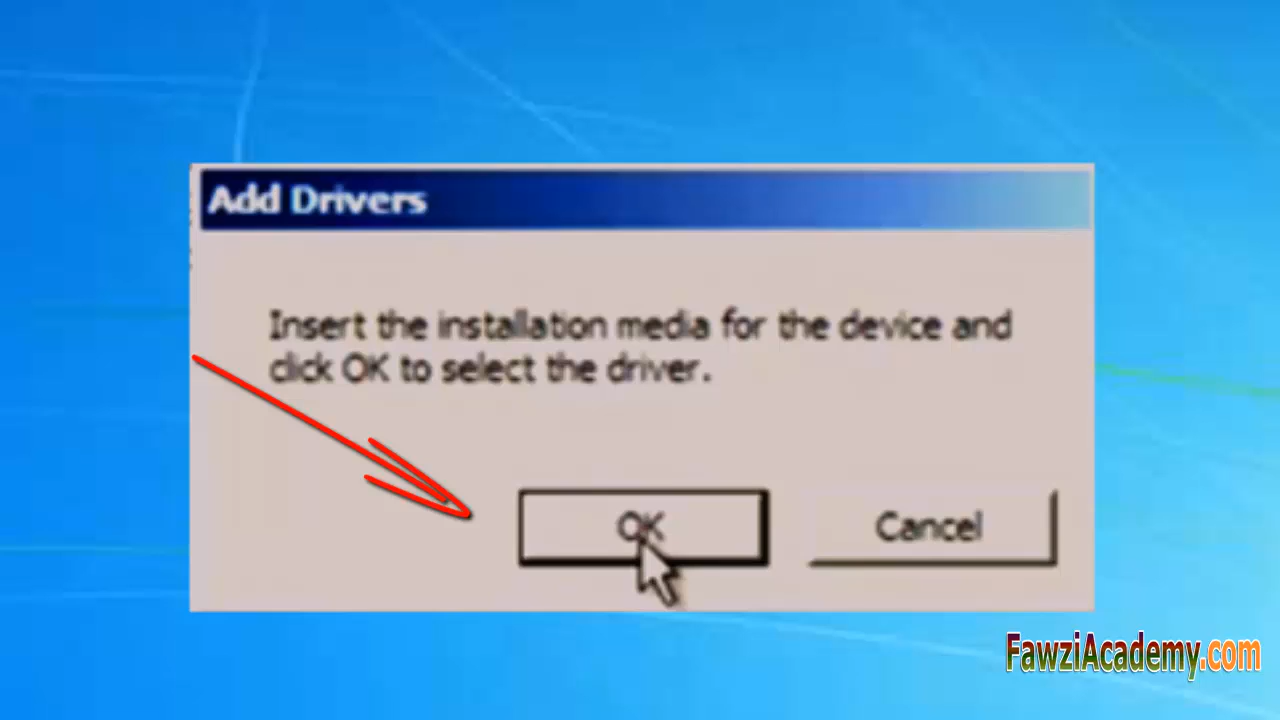 Add Drivers
Insert the installation media for the device and
click OK to select the driver.
OK
Cancel
FawziAcademy.com